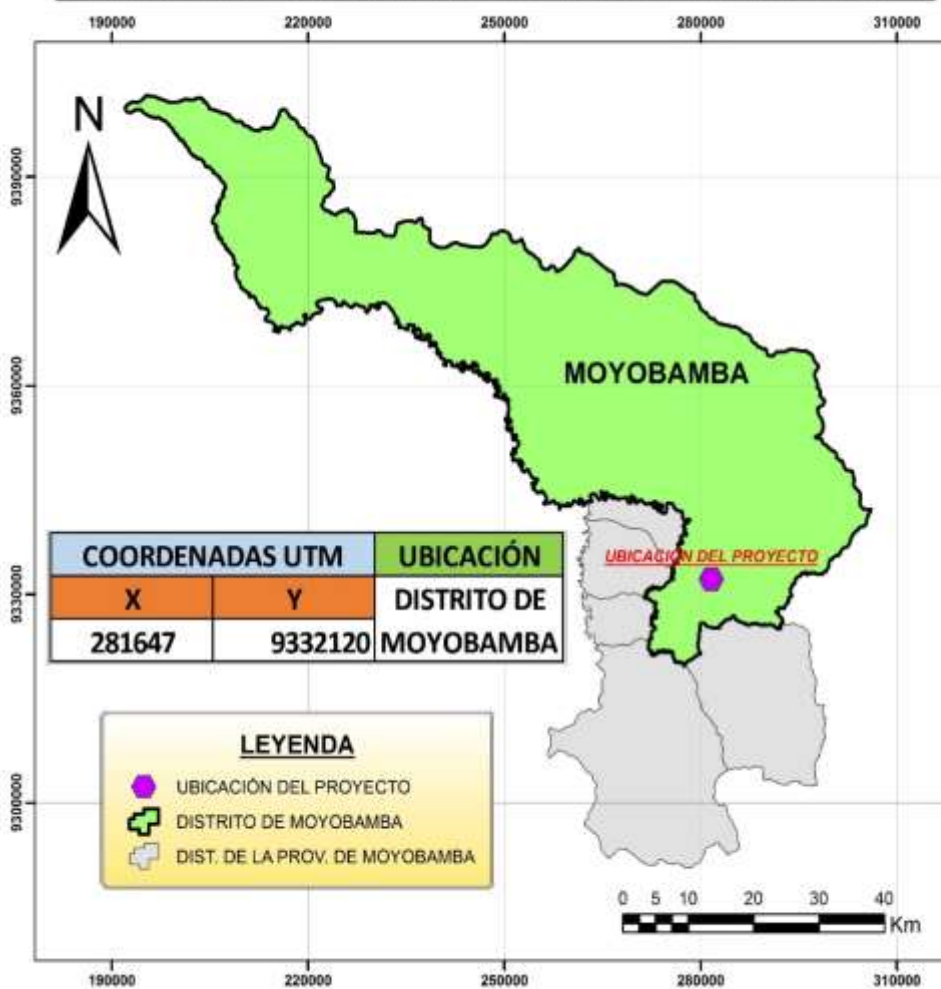 190000 220000 250000 280000 310000
N
9390000
9360000
9330000
9300000
MOYOBAMBA
UBICACIÓN DEL PROYECTO
COORDENADAS UTM UBICACIÓN
X Y DISTRITO DE
281647 9332120 MOYOBAMBA
LEYENDA
UBICACIÓN DEL PROYECTO
DISTRITO DE MOYOBAMBA
DIST. DE LA PROV. DE MOYOBAMBA
0 5 10 20 30 40
Km
190000 220000 250000 280000 310000